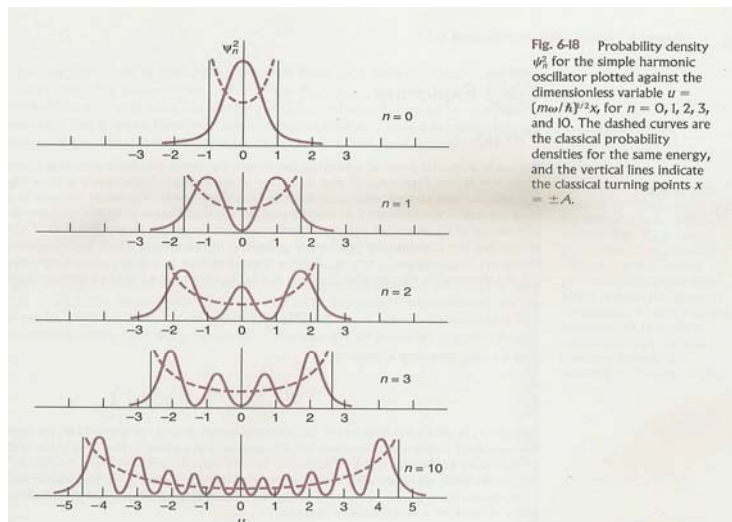 ψ²ₙ
n = 0
-3 -2 -1 0 1 2 3
n = 1
-3 -2 -1 0 1 2 3
n = 2
-3 -2 -1 0 1 2 3
n = 3
-3 -2 -1 0 1 2 3
n = 10
-5 -4 -3 -2 -1 0 1 2 3 4 5
u
Fig. 6-18 Probability density
ψ²ₙ for the simple harmonic
oscillator plotted against the
dimensionless variable u =
(mω/ħ)¹/²x, for n = 0, 1, 2, 3,
and 10. The dashed curves are
the classical probability
densities for the same energy,
and the vertical lines indicate
the classical turning points x
= ±A.